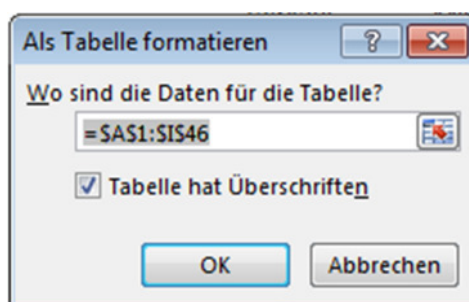 Als Tabelle formatieren
Wo sind die Daten für die Tabelle?
=$A$1:$I$46
Tabelle hat Überschriften
OK Abbrechen